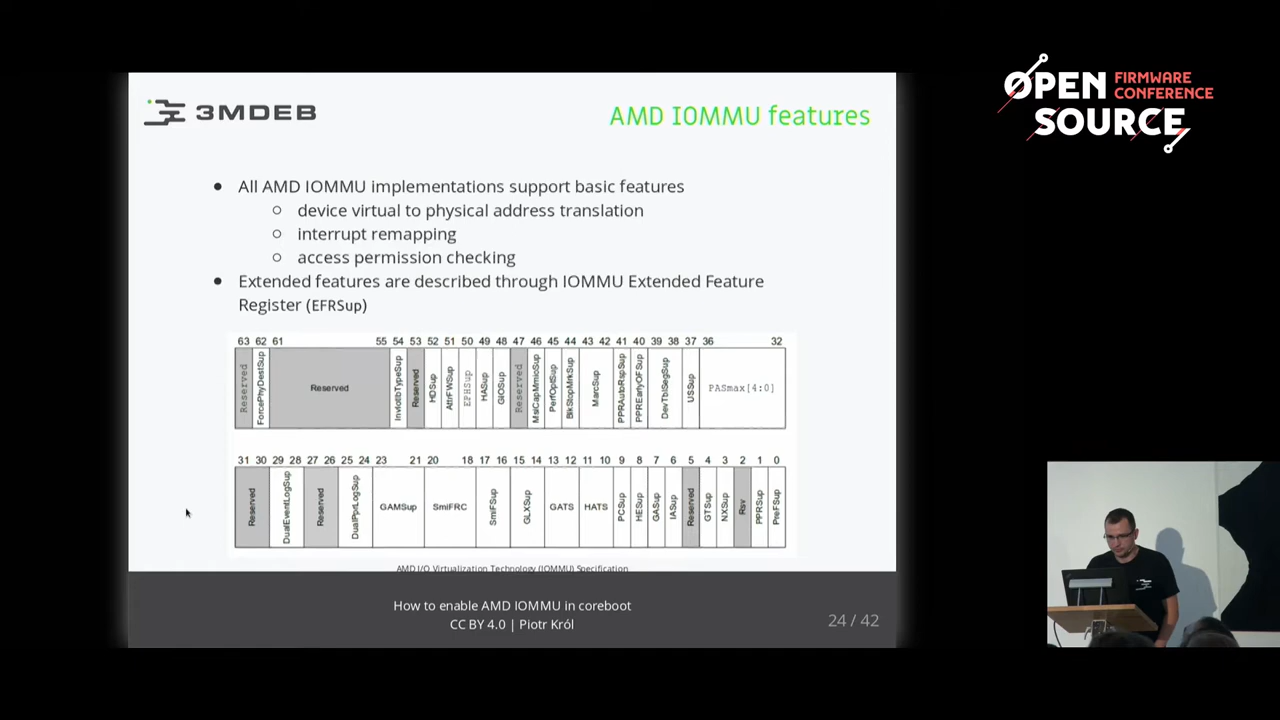 3MDEB
AMD IOMMU features
OPEN FIRMWARE
CONFERENCE
SOURCE
All AMD IOMMU implementations support basic features
device virtual to physical address translation
interrupt remapping
access permission checking
Extended features are described through IOMMU Extended Feature
Register (EFRSup)
63 62 61 55 54 53 52 51 50 49 48 47 46 45 44 43 42 41 40 39 38 37 36 32
Reserved ForcePhyDestSup Reserved InvIotlbTypeSup Reserved HDSup AttrFWSup EPHSup HASup GIOSup Reserved MsiCapMmioSup PerfOptSup BlkStopMrkSup MarcSup PPRAutoRspSup PPREarlyOFSup DevTblSegSup USSup PASmax[4:0]
31 30 29 28 27 26 25 24 23 21 20 18 17 16 15 14 13 12 11 10 9 8 7 6 5 4 3 2 1 0
Reserved DualEventLogSup Reserved DualPprLogSup GAMSup SmiFRC SmiFSup GLXSup GATS HATS PCSup HESup GASup IASup Reserved GTSup NXSup Rsv PPRSup PreFSup
AMD I/O Virtualization Technology (IOMMU) Specification
How to enable AMD IOMMU in coreboot
CC BY 4.0 | Piotr Król
24 / 42